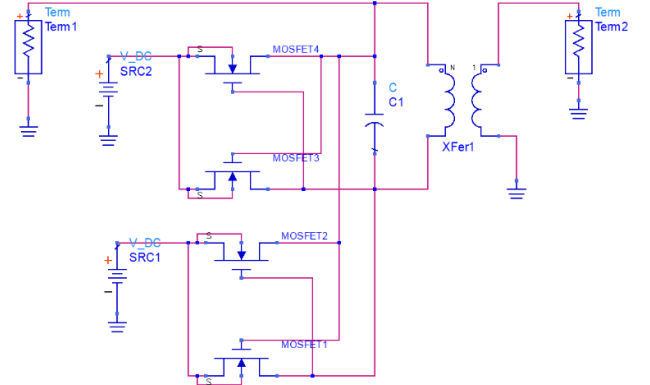 Term
Term1
+
-
V_DC
SRC2
+
-
S
MOSFET4
S
MOSFET3
C
C1
N
1
XFer1
Term
Term2
+
-
V_DC
SRC1
+
-
S
MOSFET2
S
MOSFET1